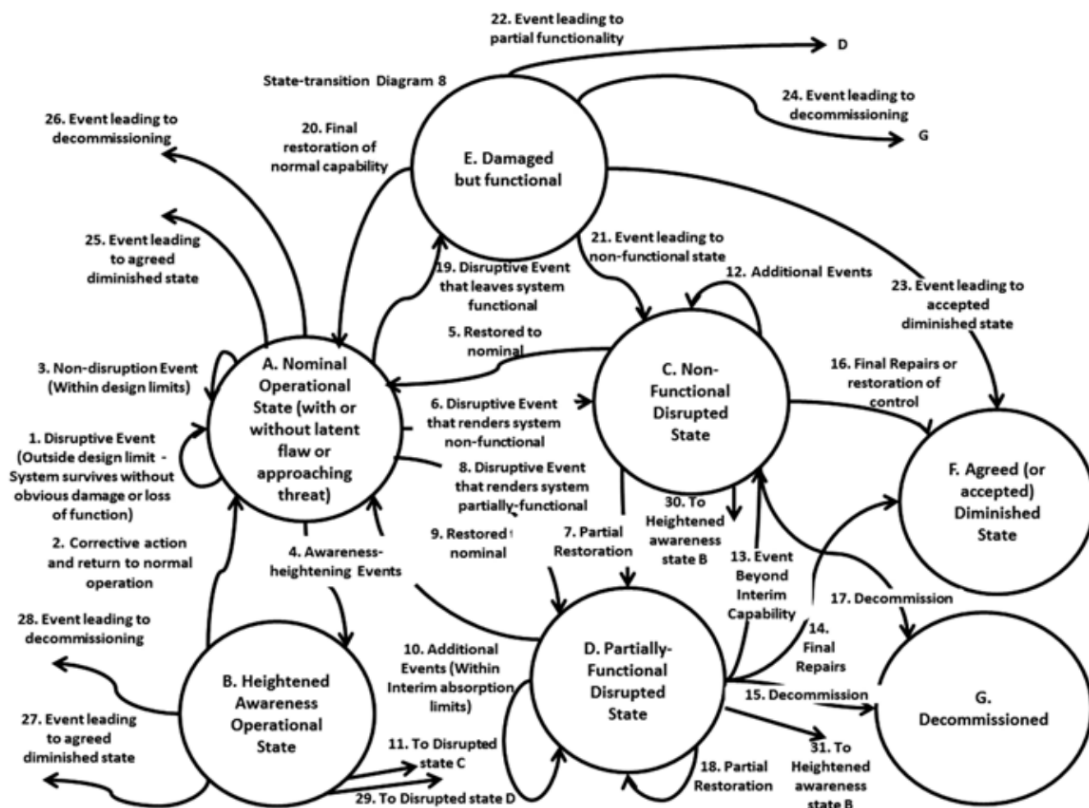 22. Event leading to
partial functionality
D
State-transition Diagram 8
24. Event leading to
decommissioning
G
26. Event leading to
decommissioning
20. Final
restoration of
normal capability
E. Damaged
but functional
25. Event leading
to agreed
diminished state
21. Event leading to
non-functional state
19. Disruptive Event
that leaves system
functional
12. Additional Events
23. Event leading to
accepted
diminished state
5. Restored to
nominal
3. Non-disruption Event
(Within design limits)
A. Nominal
Operational
State (with or
without latent
flaw or
approaching
threat)
C. Non-
Functional
Disrupted
State
16. Final Repairs or
restoration of
control
6. Disruptive Event
that renders system
non-functional
1. Disruptive Event
(Outside design limit -
System survives without
obvious damage or loss
of function)
8. Disruptive Event
that renders system
partially-functional
F. Agreed (or
accepted)
Diminished
State
30. To
Heightened
awareness
state B
9. Restored
nominal
7. Partial
Restoration
2. Corrective action
and return to normal
operation
4. Awareness-
heightening Events
13. Event
Beyond
Interim
Capability
17. Decommission
28. Event leading to
decommissioning
14.
Final
Repairs
10. Additional
Events (Within
Interim absorption
limits)
D. Partially-
Functional
Disrupted
State
B. Heightened
Awareness
Operational
State
15. Decommission
G.
Decommissioned
27. Event leading
to agreed
diminished state
11. To Disrupted
state C
29. To Disrupted state D
18. Partial
Restoration
31. To
Heightened
awareness
state B